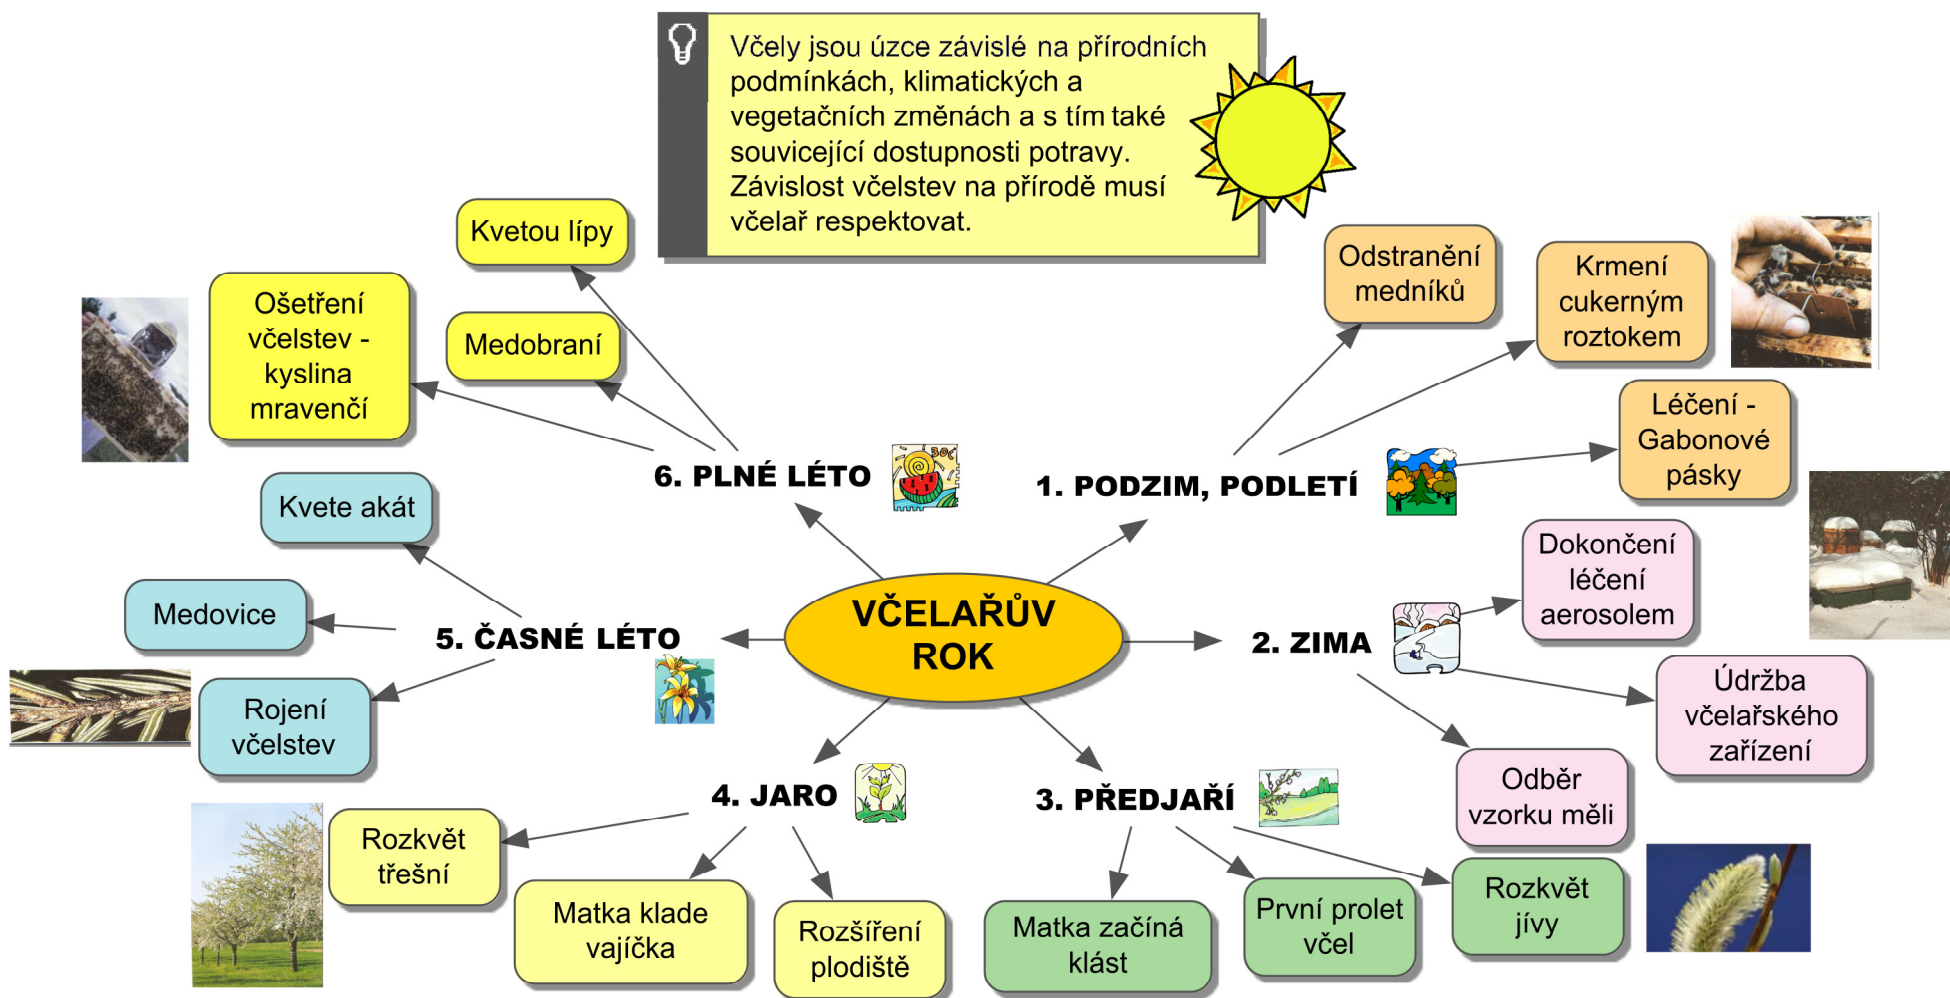 Včely jsou úzce závislé na přírodních
podmínkách, klimatických a
vegetačních změnách a s tím také
souvicející dostupnosti potravy.
Závislost včelstev na přírodě musí
včelař respektovat.
VČELAŘŮV
ROK
1. PODZIM, PODLETÍ
Odstranění
medníků
Krmení
cukerným
roztokem
Léčení -
Gabonové
pásky
2. ZIMA
Dokončení
léčení
aerosolem
Údržba
včelařského
zařízení
Odběr
vzorku měli
3. PŘEDJAŘÍ
Rozkvět
jívy
První prolet
včel
Matka začíná
klást
4. JARO
Rozšíření
plodiště
Matka klade
vajíčka
Rozkvět
třešní
5. ČASNÉ LÉTO
Rojení
včelstev
Medovice
Kvete akát
6. PLNÉ LÉTO
Ošetření
včelstev -
kyslina
mravenčí
Medobraní
Kvetou lípy